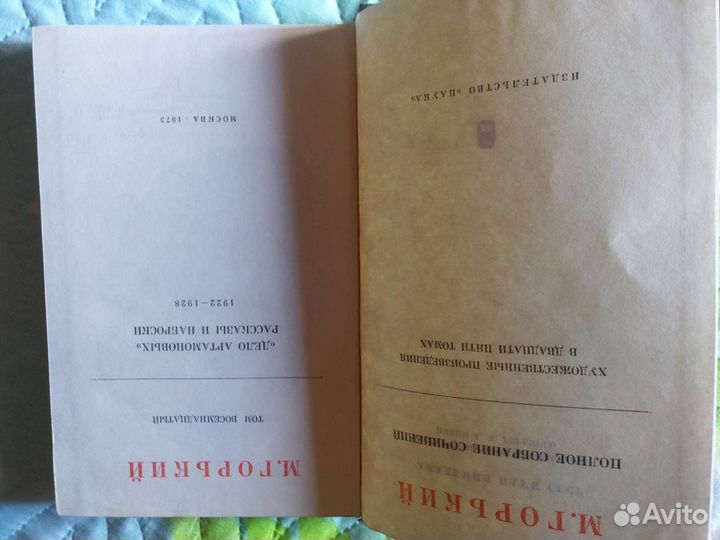 М. ГОРЬКИЙ
ПОЛНОЕ СОБРАНИЕ СОЧИНЕНИЙ
ХУДОЖЕСТВЕННЫЕ ПРОИЗВЕДЕНИЯ
В ДВАДЦАТИ ПЯТИ ТОМАХ
ИЗДАТЕЛЬСТВО «НАУКА»
М. ГОРЬКИЙ
ТОМ ВОСЕМНАДЦАТЫЙ
«ДЕЛО АРТАМОНОВЫХ»
РАССКАЗЫ И НАБРОСКИ
1922—1928
МОСКВА · 1973
Avito